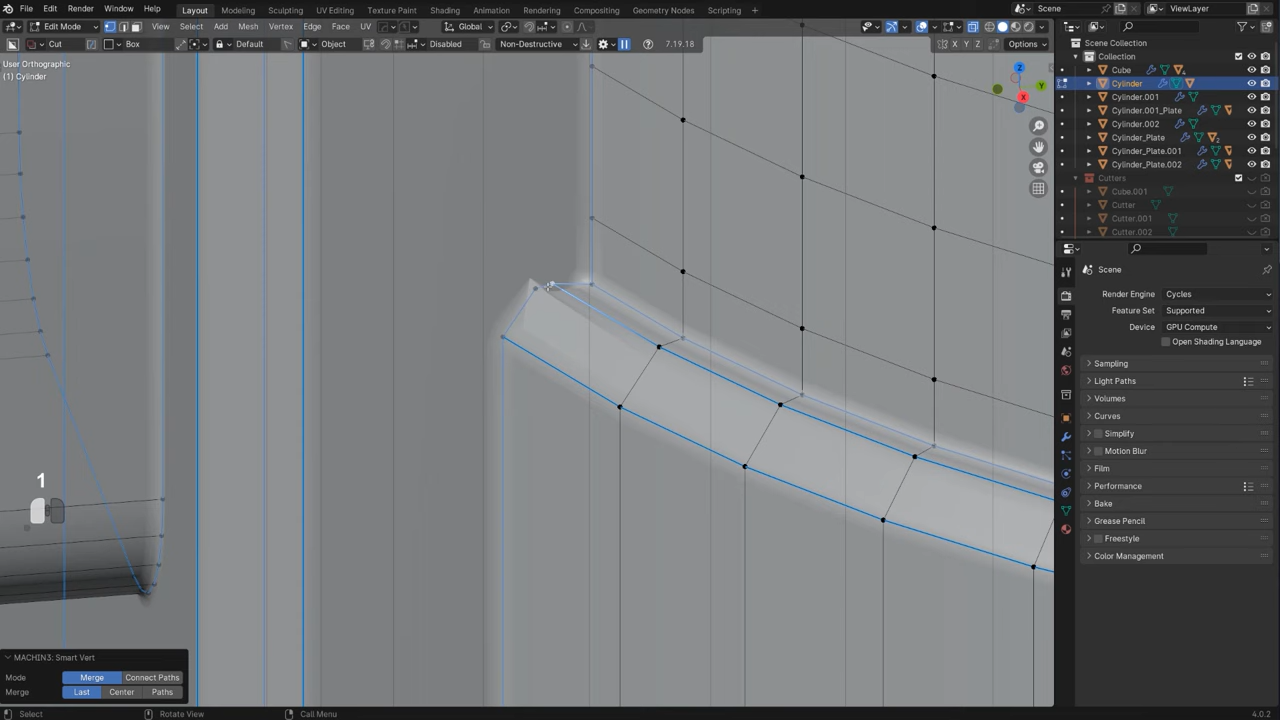 File Edit Render Window Help
Layout Modeling Sculpting UV Editing Texture Paint Shading Animation Rendering Compositing Geometry Nodes Scripting +
Scene
ViewLayer
Edit Mode View Select Add Mesh Vertex Edge Face UV
Global
Cut Box Default Object Disabled Non-Destructive 7.19.18
X Y Z Options
User Orthographic
(1) Cylinder
Z
Y
X
Scene Collection
Collection
Cube
4
Cylinder
Cylinder.001
Cylinder.001_Plate
Cylinder.002
Cylinder_Plate
2
Cylinder_Plate.001
Cylinder_Plate.002
Cutters
Cube.001
Cutter
Cutter.001
Cutter.002
Scene
Render Engine Cycles
Feature Set Supported
Device GPU Compute
Open Shading Language
Sampling
Light Paths
Volumes
Curves
Simplify
Motion Blur
Film
Performance
Bake
Grease Pencil
Freestyle
Color Management
1
MACHIN3: Smart Vert
Mode Merge Connect Paths
Merge Last Center Paths
Select Rotate View Call Menu 4.0.2